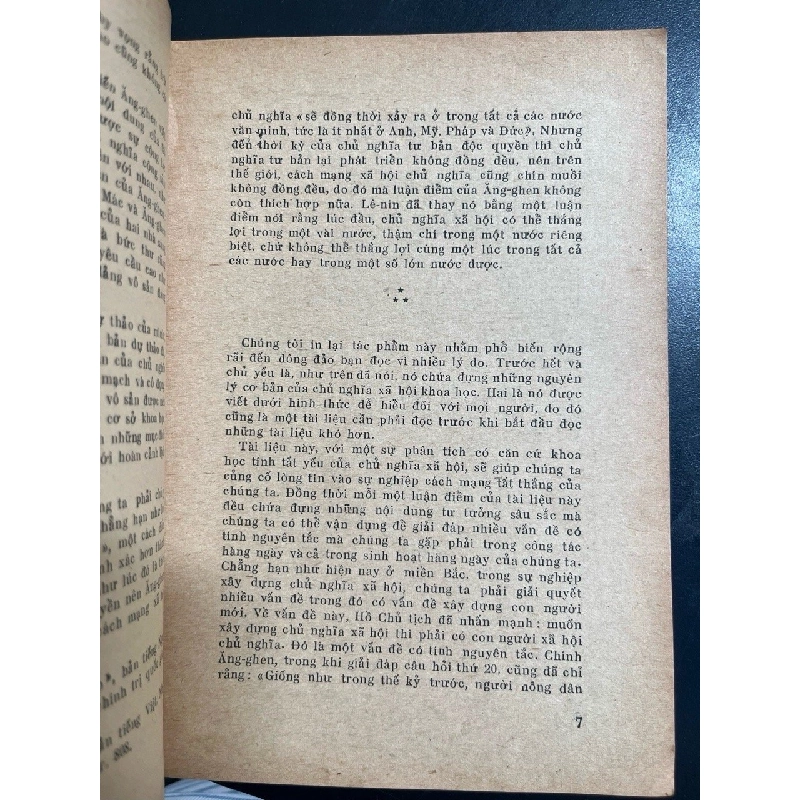 chủ nghĩa « sẽ đồng thời xảy ra ở trong tất cả các nước
văn minh, tức là ít nhất ở Anh, Mỹ, Pháp và Đức», Nhưng
đến thời kỳ của chủ nghĩa tư bản độc quyền thì chủ
nghĩa tư bản lại phát triển không đồng đều, nên trên
thế giới, cách mạng xã hội chủ nghĩa cũng chín muồi
không đồng đều, do đó mà luận điểm của Ăng-ghen không
còn thích hợp nữa. Lê-nin đã thay nó bằng một luận
điểm nói rằng lúc đầu, chủ nghĩa xã hội có thể thắng
lợi trong một vài nước, thậm chí trong một nước riêng
biệt, chứ không thể thắng lợi cùng một lúc trong tất cả
các nước hay trong một số lớn nước được.
Chúng tôi in lại tác phẩm này nhằm phổ biến rộng
rãi đến đông đảo bạn đọc vì nhiều lý do. Trước hết và
chủ yếu là, như trên đã nói, nó chứa đựng những nguyên
lý cơ bản của chủ nghĩa xã hội khoa học. Hai là nó được
viết dưới hình thức dễ hiểu đối với mọi người, do đó
cũng là một tài liệu cần phải đọc trước khi bắt đầu đọc
những tài liệu khó hơn.
Tài liệu này, với một sự phân tích có căn cứ khoa
học tính tất yếu của chủ nghĩa xã hội, sẽ giúp chúng ta
củng cố lòng tin vào sự nghiệp cách mạng tất thắng của
chúng ta. Đồng thời mỗi một luận điểm của tài liệu này
đều chứa đựng những nội dung tư tưởng sâu sắc mà
chúng ta có thể vận dụng để giải đáp nhiều vấn đề có
tính nguyên tắc mà chúng ta gặp phải trong công tác
hàng ngày và cả trong sinh hoạt hàng ngày của chúng ta.
Chẳng hạn như hiện nay ở miền Bắc, trong sự nghiệp
xây dựng chủ nghĩa xã hội, chúng ta phải giải quyết
nhiều vấn đề trong đó có vấn đề xây dựng con người
mới. Về vấn đề này, Hồ Chủ tịch đã nhấn mạnh : muốn
xây dựng chủ nghĩa xã hội thì phải có con người xã hội
chủ nghĩa. Đó là một vấn đề có tính nguyên tắc. Chính
Ăng-ghen, trong khi giải đáp câu hỏi thứ 20, cũng đã chỉ
rằng: «Giống như trong thế kỷ trước, người nông dân
7